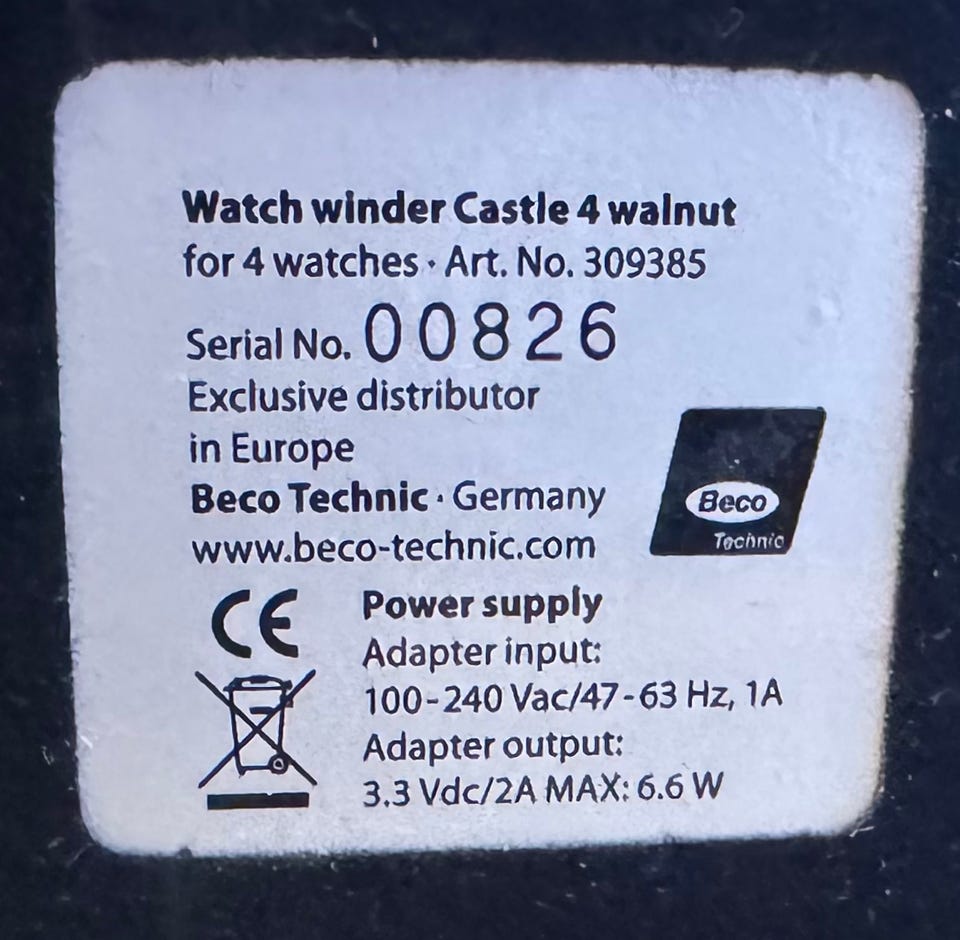 Watch winder Castle 4 walnut
for 4 watches · Art. No. 309385
Serial No. 00826
Exclusive distributor
in Europe
Beco Technic · Germany
www.beco-technic.com
Beco
Technic
CE
Power supply
Adapter input:
100-240 Vac/47-63 Hz, 1A
Adapter output:
3.3 Vdc/2A MAX: 6.6 W